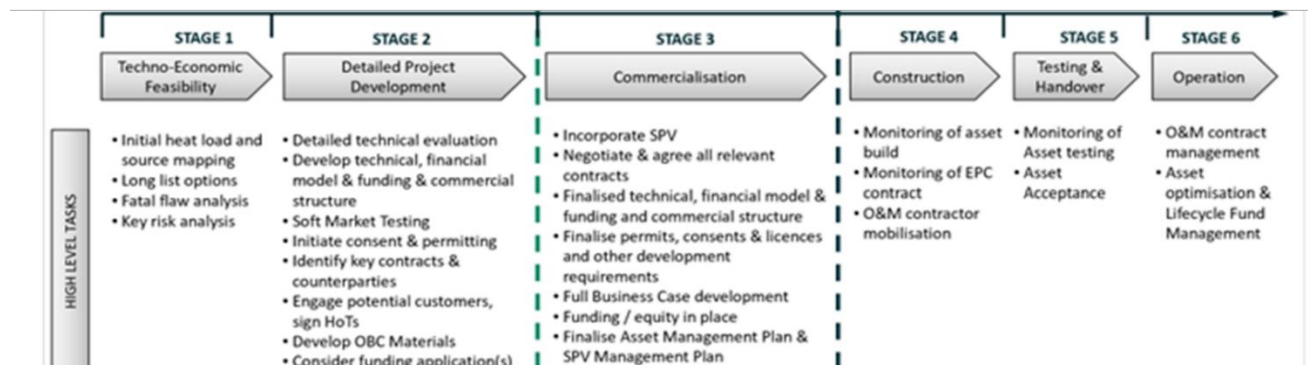 STAGE 1
STAGE 2
STAGE 3
STAGE 4
STAGE 5
STAGE 6
Techno-Economic
Feasibility
Detailed Project
Development
Commercialisation
Construction
Testing &
Handover
Operation
HIGH LEVEL TASKS
• Initial heat load and
source mapping
• Long list options
• Fatal flaw analysis
• Key risk analysis
• Detailed technical evaluation
• Develop technical, financial
model & funding & commercial
structure
• Soft Market Testing
• Initiate consent & permitting
• Identify key contracts &
counterparties
• Engage potential customers,
sign HoTs
• Develop OBC Materials
• Consider funding application(s)
• Incorporate SPV
• Negotiate & agree all relevant
contracts
• Finalised technical, financial model &
funding and commercial structure
• Finalise permits, consents & licences
and other development
requirements
• Full Business Case development
• Funding / equity in place
• Finalise Asset Management Plan &
SPV Management Plan
• Monitoring of asset
build
• Monitoring of EPC
contract
• O&M contractor
mobilisation
• Monitoring of
Asset testing
• Asset
Acceptance
• O&M contract
management
• Asset
optimisation &
Lifecycle Fund
Management